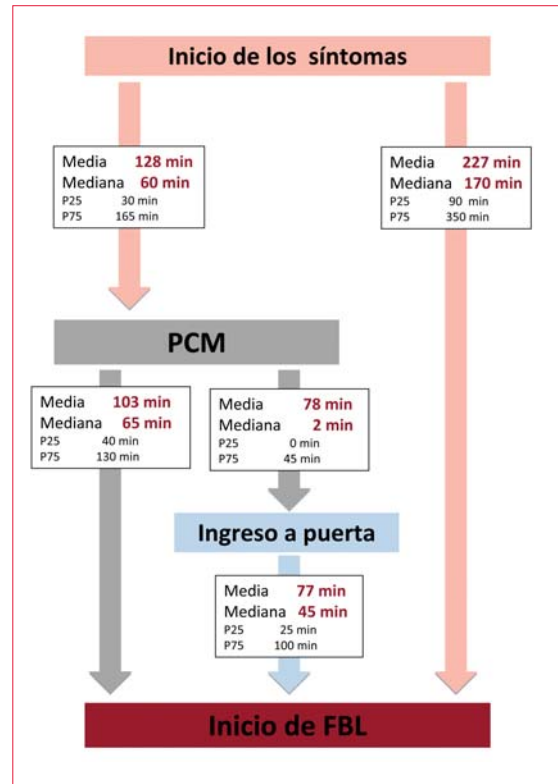 Inicio de los síntomas
Media 128 min
Mediana 60 min
P25 30 min
P75 165 min
Media 227 min
Mediana 170 min
P25 90 min
P75 350 min
PCM
Media 103 min
Mediana 65 min
P25 40 min
P75 130 min
Media 78 min
Mediana 2 min
P25 0 min
P75 45 min
Ingreso a puerta
Media 77 min
Mediana 45 min
P25 25 min
P75 100 min
Inicio de FBL